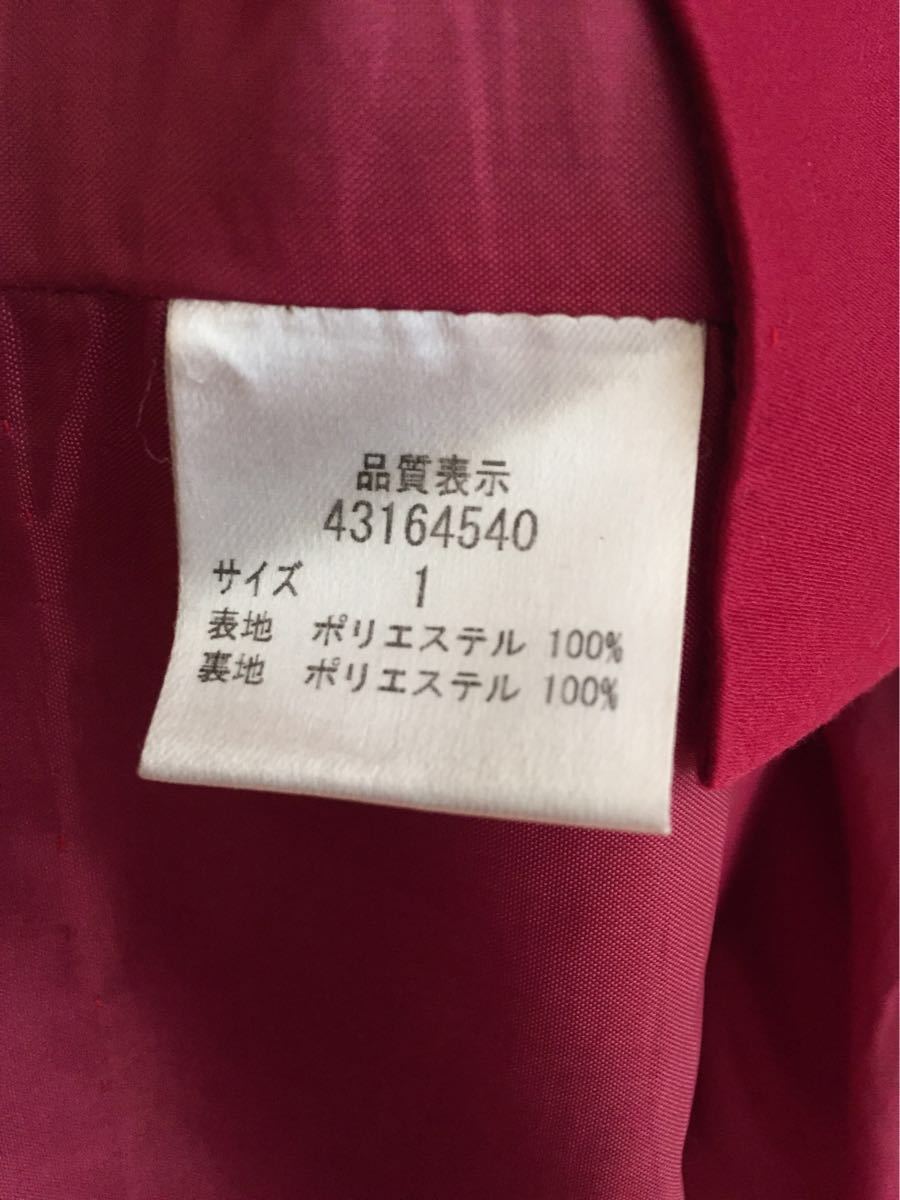 品質表示
43164540
サイズ 1
表地 ポリエステル 100%
裏地 ポリエステル 100%